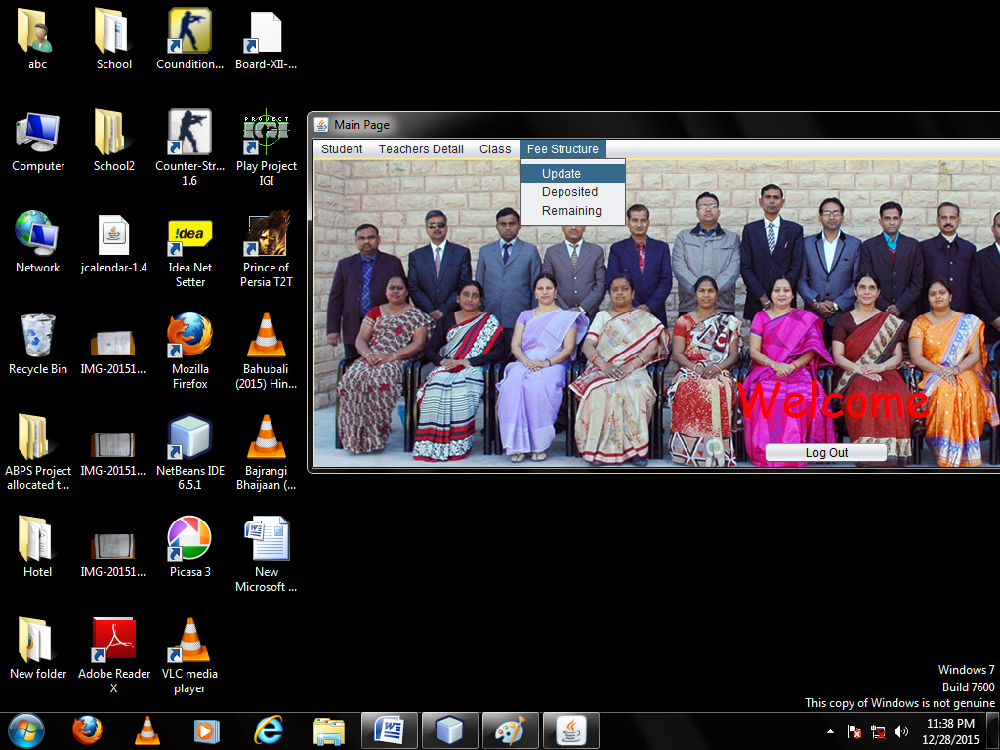 abc
School
Coundition...
Board-XII-...
Computer
School2
Counter-Str...
1.6
PROJECT
IGI
Play Project
IGI
Network
jcalendar-1.4
!dea
Idea Net
Setter
Prince of
Persia T2T
Recycle Bin
IMG-20151...
Mozilla
Firefox
Bahubali
(2015) Hin...
ABPS Project
allocated t...
IMG-20151...
NetBeans IDE
6.5.1
Bajrangi
Bhaijaan (...
Hotel
IMG-20151...
Picasa 3
New
Microsoft ...
New folder
Adobe Reader
X
VLC media
player
Main Page
Student Teachers Detail Class Fee Structure
Update
Deposited
Remaining
Welcome
Log Out
Windows 7
Build 7600
This copy of Windows is not genuine
11:38 PM
12/28/2015